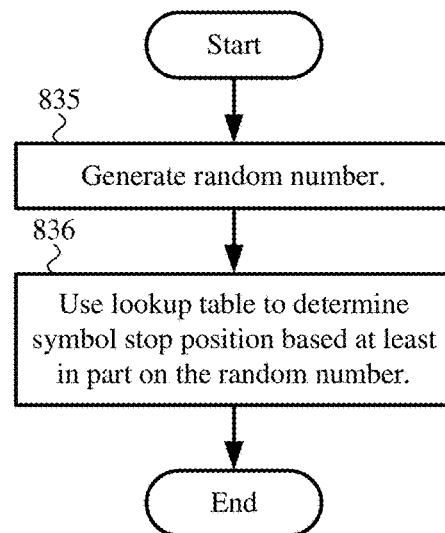 Start
835
Generate random number.
836
Use lookup table to determine
symbol stop position based at least
in part on the random number.
End